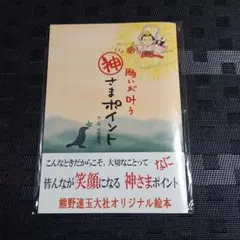 願いが叶う
神さまポイント
こんなときだからこそ、大切なことって なに
皆んなが笑顔になる 神さまポイント
熊野速玉大社オリジナル絵本